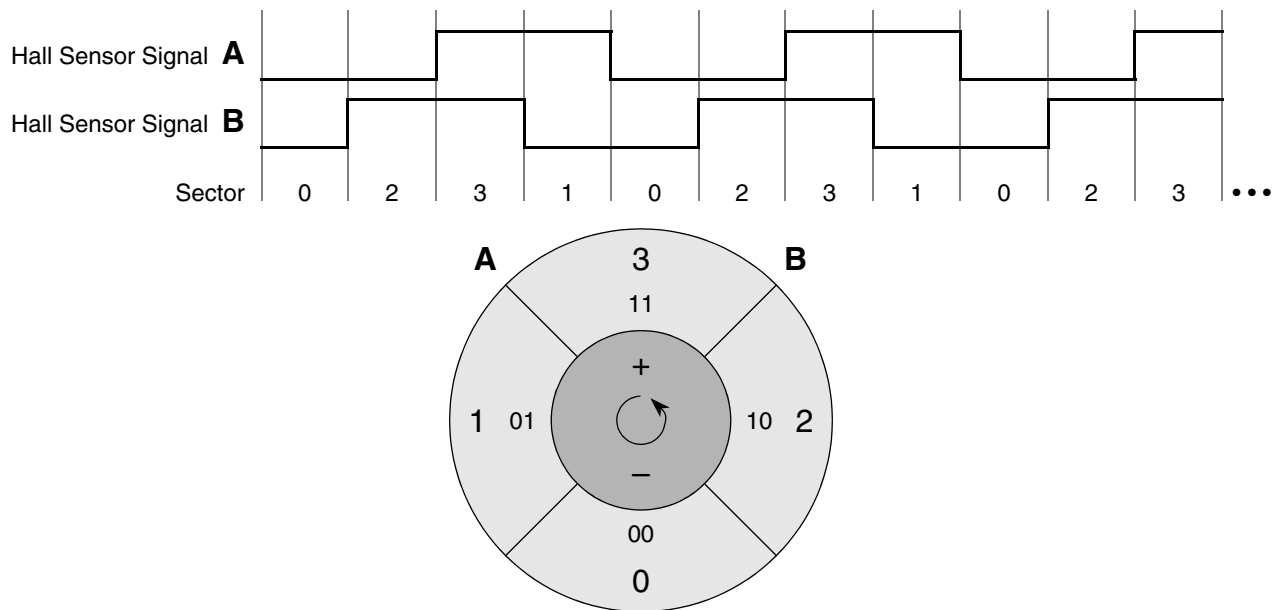 Hall Sensor Signal A
Hall Sensor Signal B
Sector 0 2 3 1 0 2 3 1 0 2 3 •••
A 3 B
11
+
1 01 10 2
–
00
0